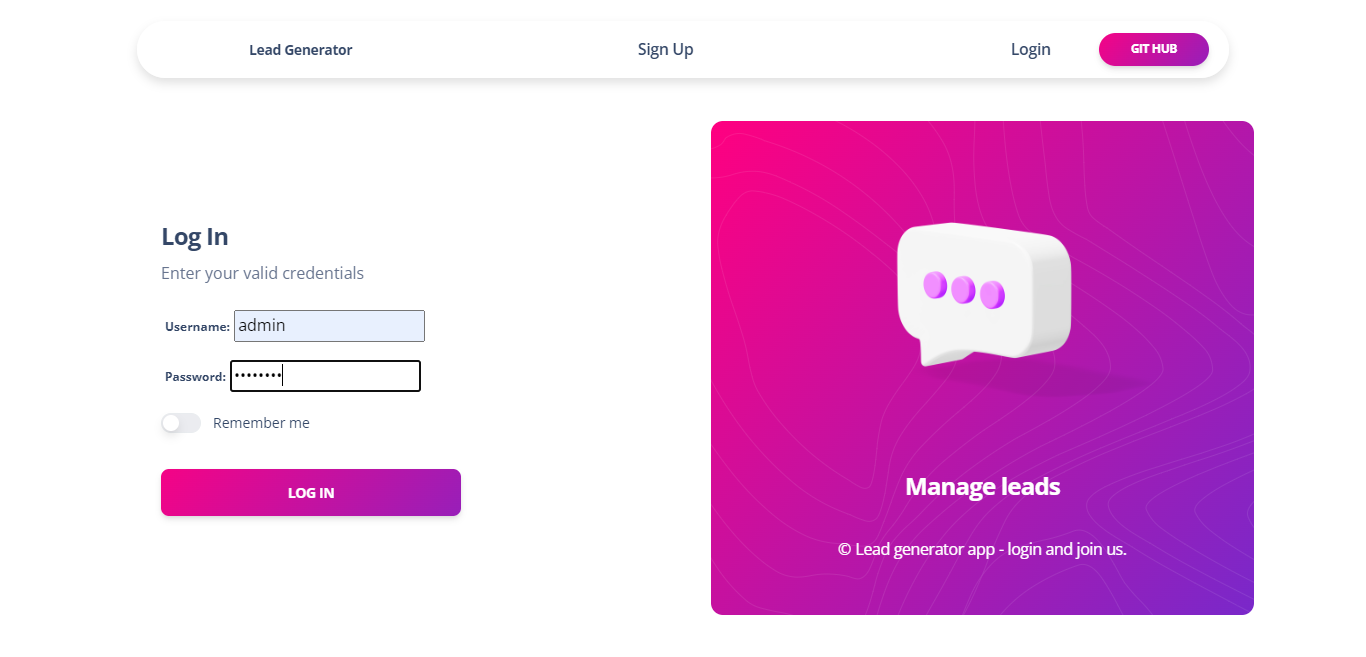 Lead Generator
Sign Up
Login
GIT HUB
Log In
Enter your valid credentials
Username: admin
Password: ••••••••
Remember me
LOG IN
Manage leads
© Lead generator app - login and join us.